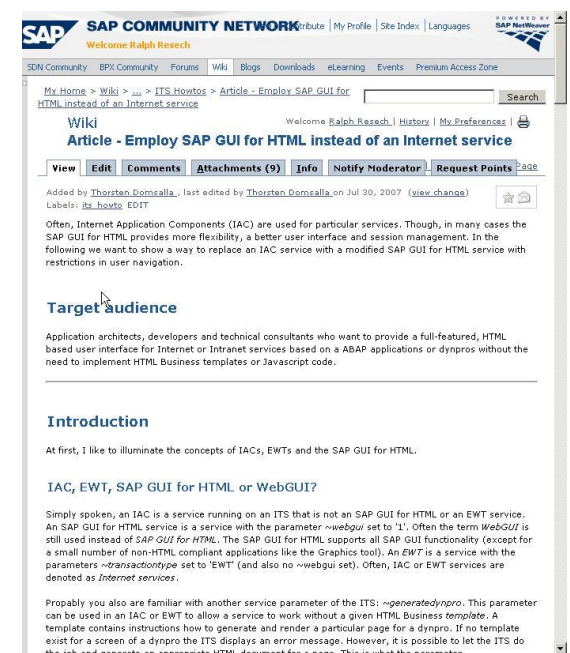 POWERED BY
SAP NetWeaver
SAP
SAP COMMUNITY NETWORK
Contribute | My Profile | Site Index | Languages
Welcome Ralph Resech
SDN Community BPX Community Forums Wiki Blogs Downloads eLearning Events Premium Access Zone
My Home > Wiki > ... > ITS Howtos > Article - Employ SAP GUI for
HTML instead of an Internet service
Search
Wiki
Welcome Ralph Resech | History | My Preferences |
Article - Employ SAP GUI for HTML instead of an Internet service
View Edit Comments Attachments (9) Info Notify Moderator Request Points Page
Added by Thorsten Domsalla , last edited by Thorsten Domsalla on Jul 30, 2007 (view change)
Labels: its_howto EDIT
Often, Internet Application Components (IAC) are used for particular services. Though, in many cases the
SAP GUI for HTML provides more flexibility, a better user interface and session management. In the
following we want to show a way to replace an IAC service with a modified SAP GUI for HTML service with
restrictions in user navigation.
Target audience
Application architects, developers and technical consultants who want to provide a full-featured, HTML
based user interface for Internet or Intranet services based on a ABAP applications or dynpros without the
need to implement HTML Business templates or Javascript code.
Introduction
At first, I like to illuminate the concepts of IACs, EWTs and the SAP GUI for HTML.
IAC, EWT, SAP GUI for HTML or WebGUI?
Simply spoken, an IAC is a service running on an ITS that is not an SAP GUI for HTML or an EWT service.
An SAP GUI for HTML service is a service with the parameter ~webgui set to '1'. Often the term WebGUI is
still used instead of SAP GUI for HTML. The SAP GUI for HTML supports all SAP GUI functionality (except for
a small number of non-HTML compliant applications like the Graphics tool). An EWT is a service with the
parameters ~transactiontype set to 'EWT' (and also no ~webgui set). Often, IAC or EWT services are
denoted as Internet services.
Propably you also are familiar with another service parameter of the ITS: ~generatedynpro. This parameter
can be used in an IAC or EWT to allow a service to work without a given HTML Business template. A
template contains instructions how to generate and render a particular page for a dynpro. If no template
exist for a screen of a dynpro the ITS displays an error message. However, it is possible to let the ITS do
the job and generate an appropriate HTML document for a page. This is what the parameter